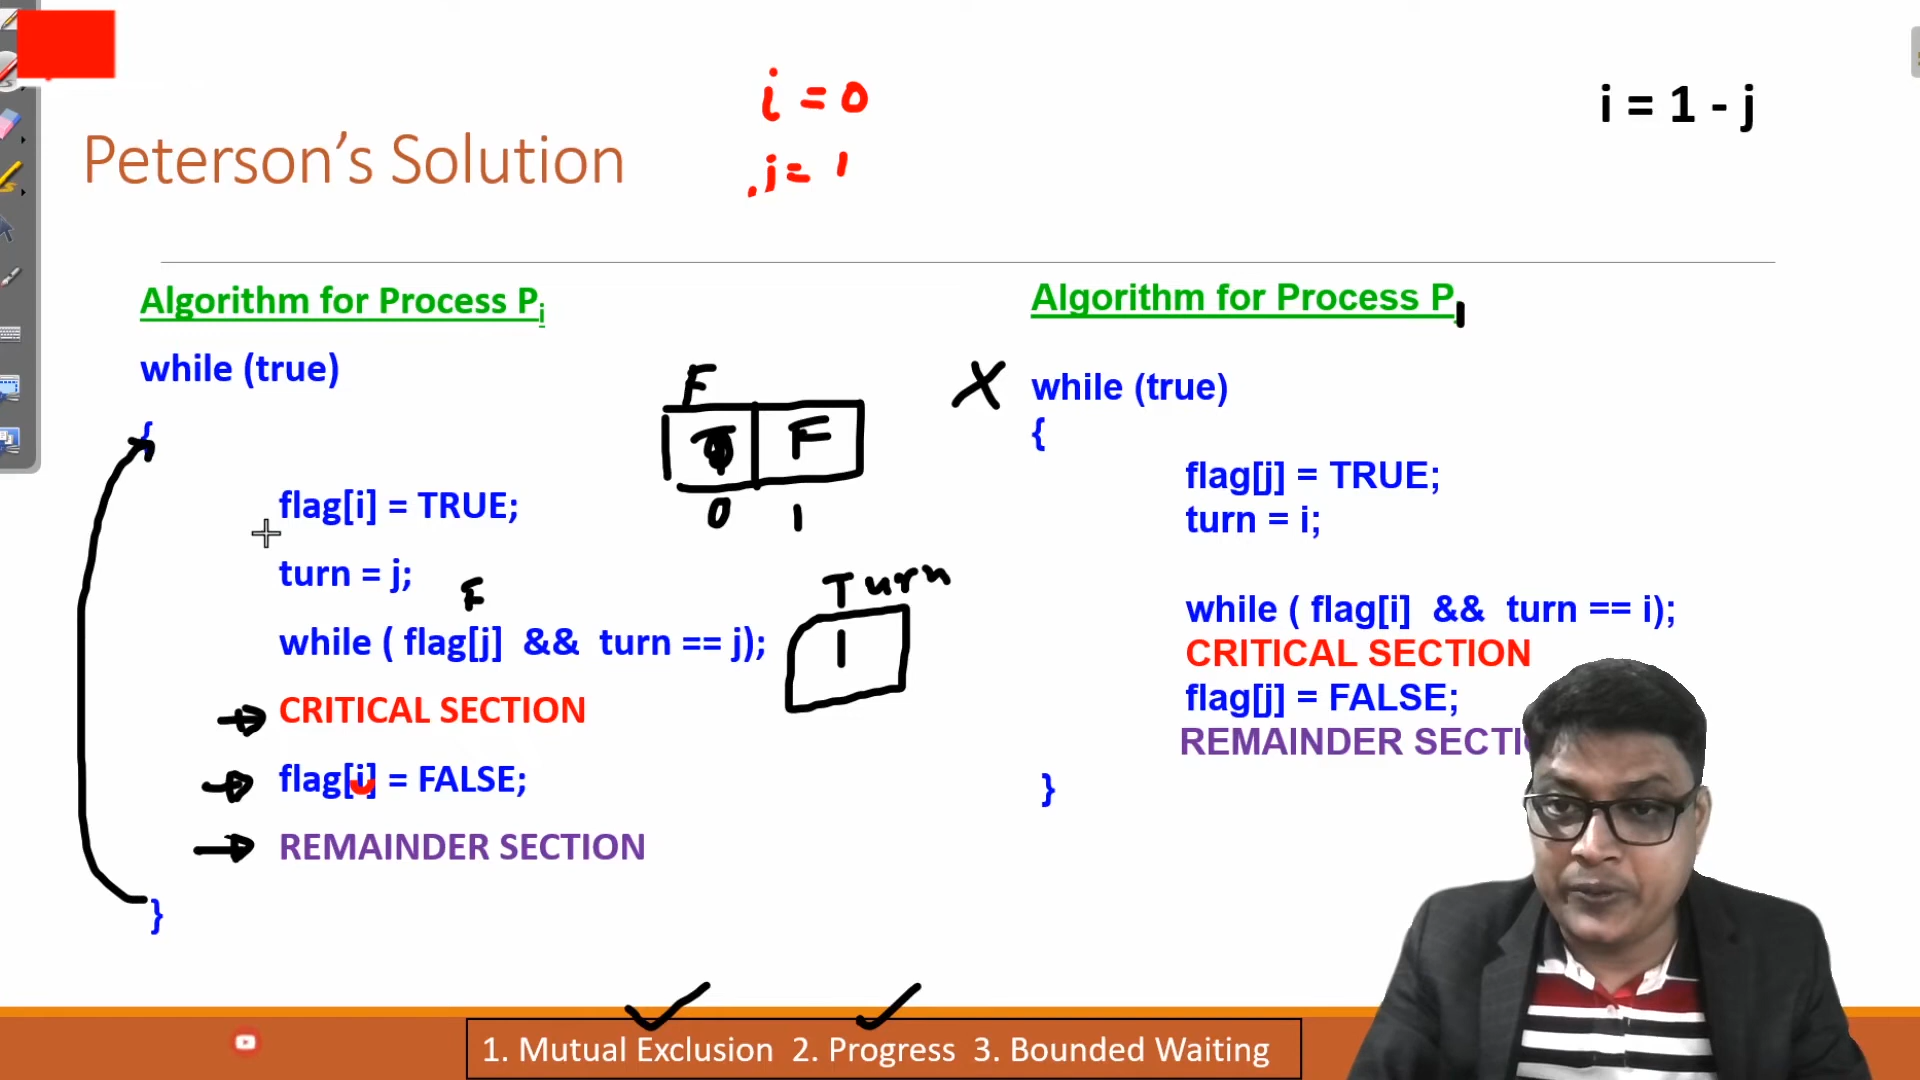 i = 0
i = 1 - j
Peterson's Solution
j = 1
Algorithm for Process Pi
while (true)
{
flag[i] = TRUE;
turn = j;
F
while ( flag[j] && turn == j);
CRITICAL SECTION
flag[i] = FALSE;
REMAINDER SECTION
}
F
F
0 1
Turn
1
Algorithm for Process P1
X
while (true)
{
flag[j] = TRUE;
turn = i;
while ( flag[i] && turn == i);
CRITICAL SECTION
flag[j] = FALSE;
REMAINDER
}
1. Mutual Exclusion 2. Progress 3. Bounded Waiting